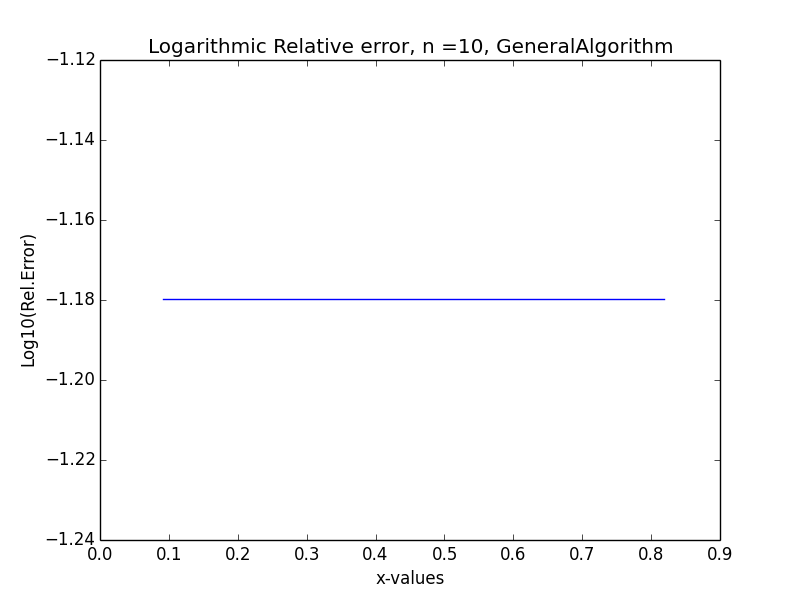 Logarithmic Relative error, n =10, GeneralAlgorithm
−1.12
−1.14
−1.16
−1.18
−1.20
−1.22
−1.24
Log10(Rel.Error)
0.0 0.1 0.2 0.3 0.4 0.5 0.6 0.7 0.8 0.9
x-values